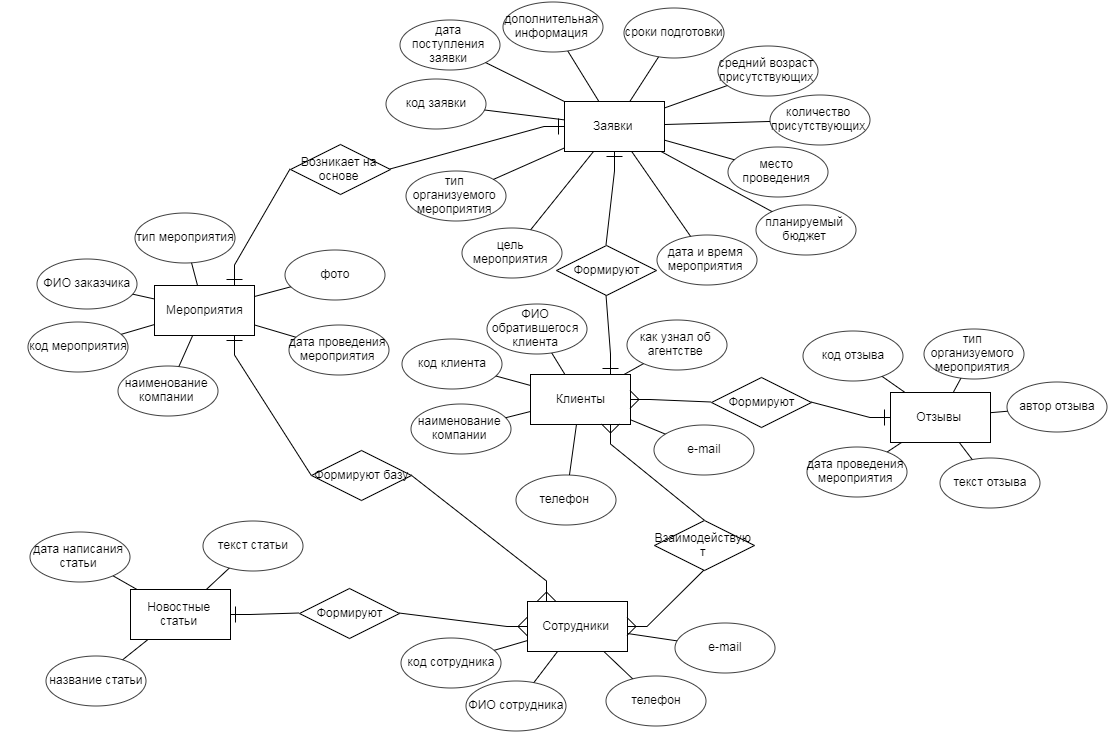 дополнительная
информация
дата
поступления
заявки
сроки подготовки
средний возраст
присутствующих
код заявки
количество
присутствующих
Заявки
Возникает на
основе
место
проведения
тип
организуемого
мероприятия
планируемый
бюджет
тип мероприятия
цель
мероприятия
дата и время
мероприятия
Формируют
фото
ФИО заказчика
Мероприятия
ФИО
обратившегося
клиента
как узнал об
агентстве
код мероприятия
дата проведения
мероприятия
код клиента
код отзыва
тип
организуемого
мероприятия
наименование
компании
Клиенты
Формируют
автор отзыва
Отзывы
наименование
компании
e-mail
дата проведения
мероприятия
текст отзыва
Формируют базу
телефон
Взаимодействую
т
дата написания
статьи
текст статьи
Новостные
статьи
Формируют
Сотрудники
e-mail
код сотрудника
название статьи
ФИО сотрудника
телефон